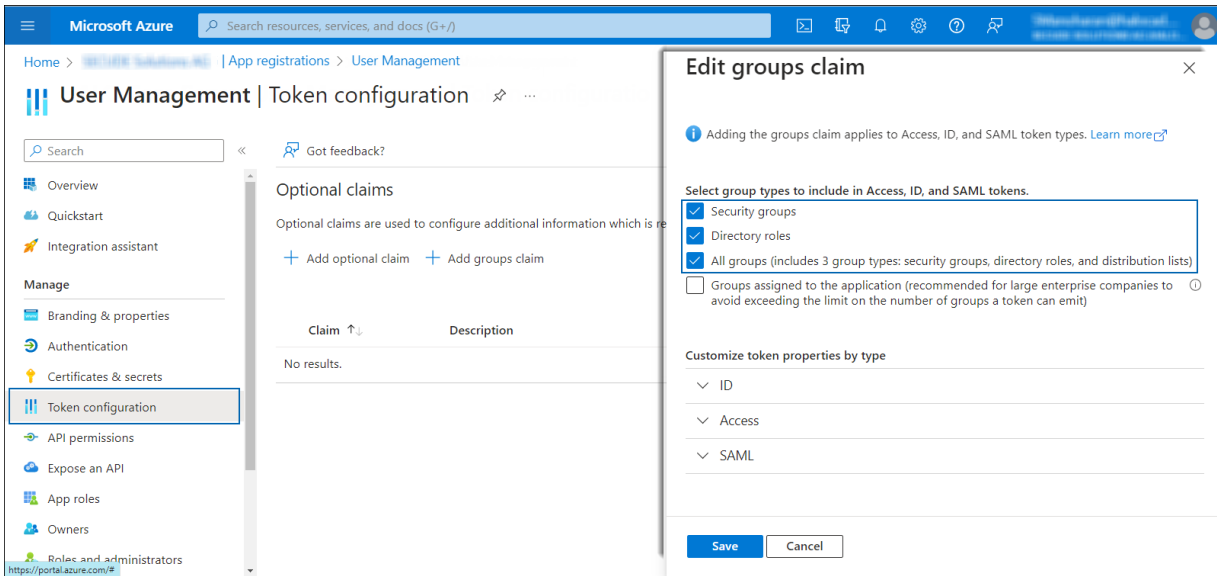 Microsoft Azure
Search resources, services, and docs (G+/)
Home > | App registrations > User Management
User Management | Token configuration
Search
Got feedback?
Overview
Quickstart
Integration assistant
Manage
Branding & properties
Authentication
Certificates & secrets
Token configuration
API permissions
Expose an API
App roles
Owners
Roles and administrators
https://portal.azure.com/#
Optional claims
Optional claims are used to configure additional information which is re
Add optional claim
Add groups claim
Claim
Description
No results.
Edit groups claim
Adding the groups claim applies to Access, ID, and SAML token types. Learn more
Select group types to include in Access, ID, and SAML tokens.
Security groups
Directory roles
All groups (includes 3 group types: security groups, directory roles, and distribution lists)
Groups assigned to the application (recommended for large enterprise companies to
avoid exceeding the limit on the number of groups a token can emit)
Customize token properties by type
ID
Access
SAML
Save
Cancel